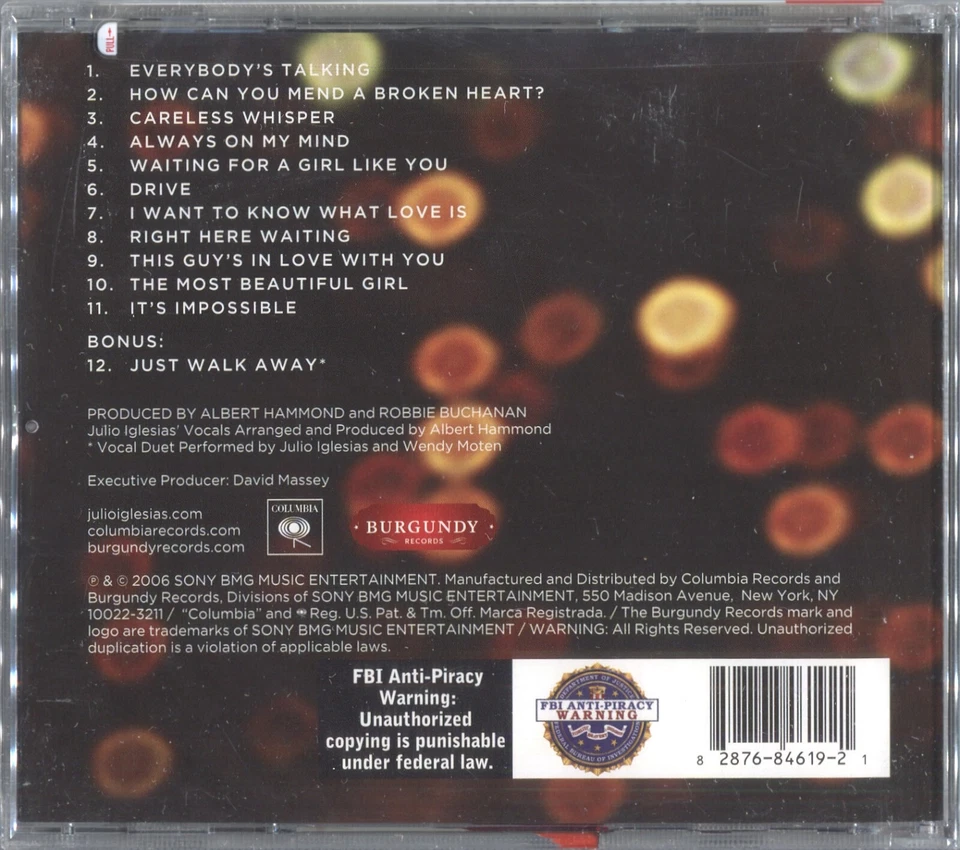 PULL→
1. EVERYBODY'S TALKING
2. HOW CAN YOU MEND A BROKEN HEART?
3. CARELESS WHISPER
4. ALWAYS ON MY MIND
5. WAITING FOR A GIRL LIKE YOU
6. DRIVE
7. I WANT TO KNOW WHAT LOVE IS
8. RIGHT HERE WAITING
9. THIS GUY'S IN LOVE WITH YOU
10. THE MOST BEAUTIFUL GIRL
11. IT'S IMPOSSIBLE
BONUS:
12. JUST WALK AWAY*
PRODUCED BY ALBERT HAMMOND and ROBBIE BUCHANAN
Julio Iglesias' Vocals Arranged and Produced by Albert Hammond
* Vocal Duet Performed by Julio Iglesias and Wendy Moten
Executive Producer: David Massey
julioiglesias.com
columbiarecords.com
burgundyrecords.com
COLUMBIA
BURGUNDY
RECORDS
℗ & © 2006 SONY BMG MUSIC ENTERTAINMENT. Manufactured and Distributed by Columbia Records and
Burgundy Records, Divisions of SONY BMG MUSIC ENTERTAINMENT, 550 Madison Avenue, New York, NY
10022-3211 / "Columbia" and Reg. U.S. Pat. & Tm. Off. Marca Registrada. / The Burgundy Records mark and
logo are trademarks of SONY BMG MUSIC ENTERTAINMENT / WARNING: All Rights Reserved. Unauthorized
duplication is a violation of applicable laws.
FBI Anti-Piracy
Warning:
Unauthorized
copying is punishable
under federal law.
DEPARTMENT OF JUSTICE
FBI ANTI-PIRACY
WARNING
FEDERAL BUREAU OF INVESTIGATION
8 2876-84619-2 1